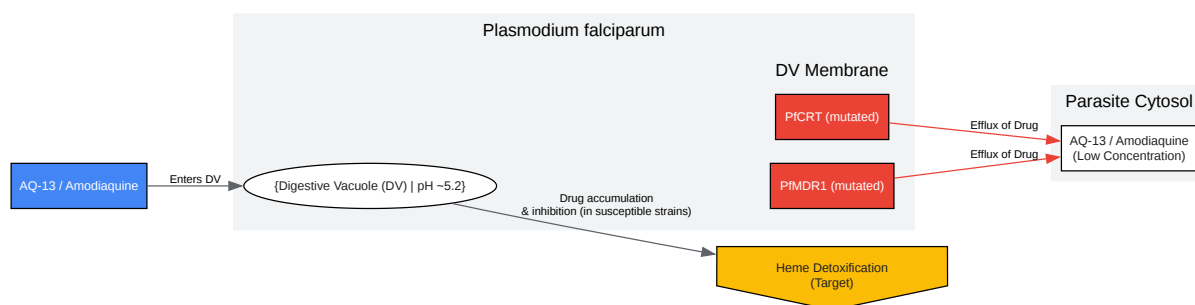 Plasmodium falciparum
DV Membrane
PfCRT (mutated)
Efflux of Drug
Parasite Cytosol
AQ-13 / Amodiaquine
(Low Concentration)
Efflux of Drug
PfMDR1 (mutated)
AQ-13 / Amodiaquine
Enters DV
{Digestive Vacuole (DV) | pH ~5.2}
Drug accumulation
& inhibition (in susceptible strains)
Heme Detoxification
(Target)